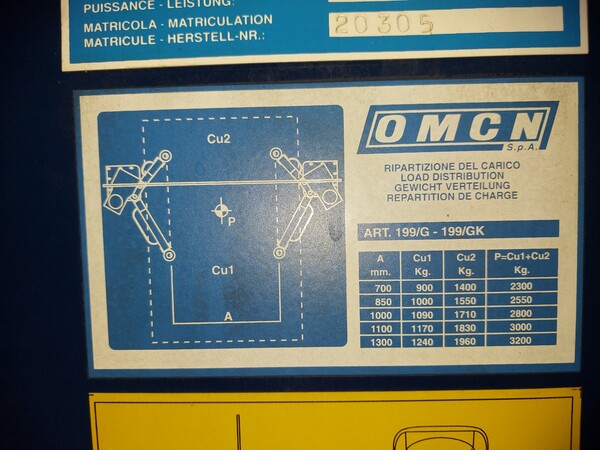 PUISSANCE - LEISTUNG:
MATRICOLA - MATRICULATION
MATRICULE - HERSTELL-NR.:
20305
Cu2
P
Cu1
A
OMCN
S.p.A.
RIPARTIZIONE DEL CARICO
LOAD DISTRIBUTION
GEWICHT VERTEILUNG
REPARTITION DE CHARGE
ART. 199/G - 199/GK
A mm. Cu1 Kg. Cu2 Kg. P=Cu1+Cu2 Kg.
700 900 1400 2300
850 1000 1550 2550
1000 1090 1710 2800
1100 1170 1830 3000
1300 1240 1960 3200